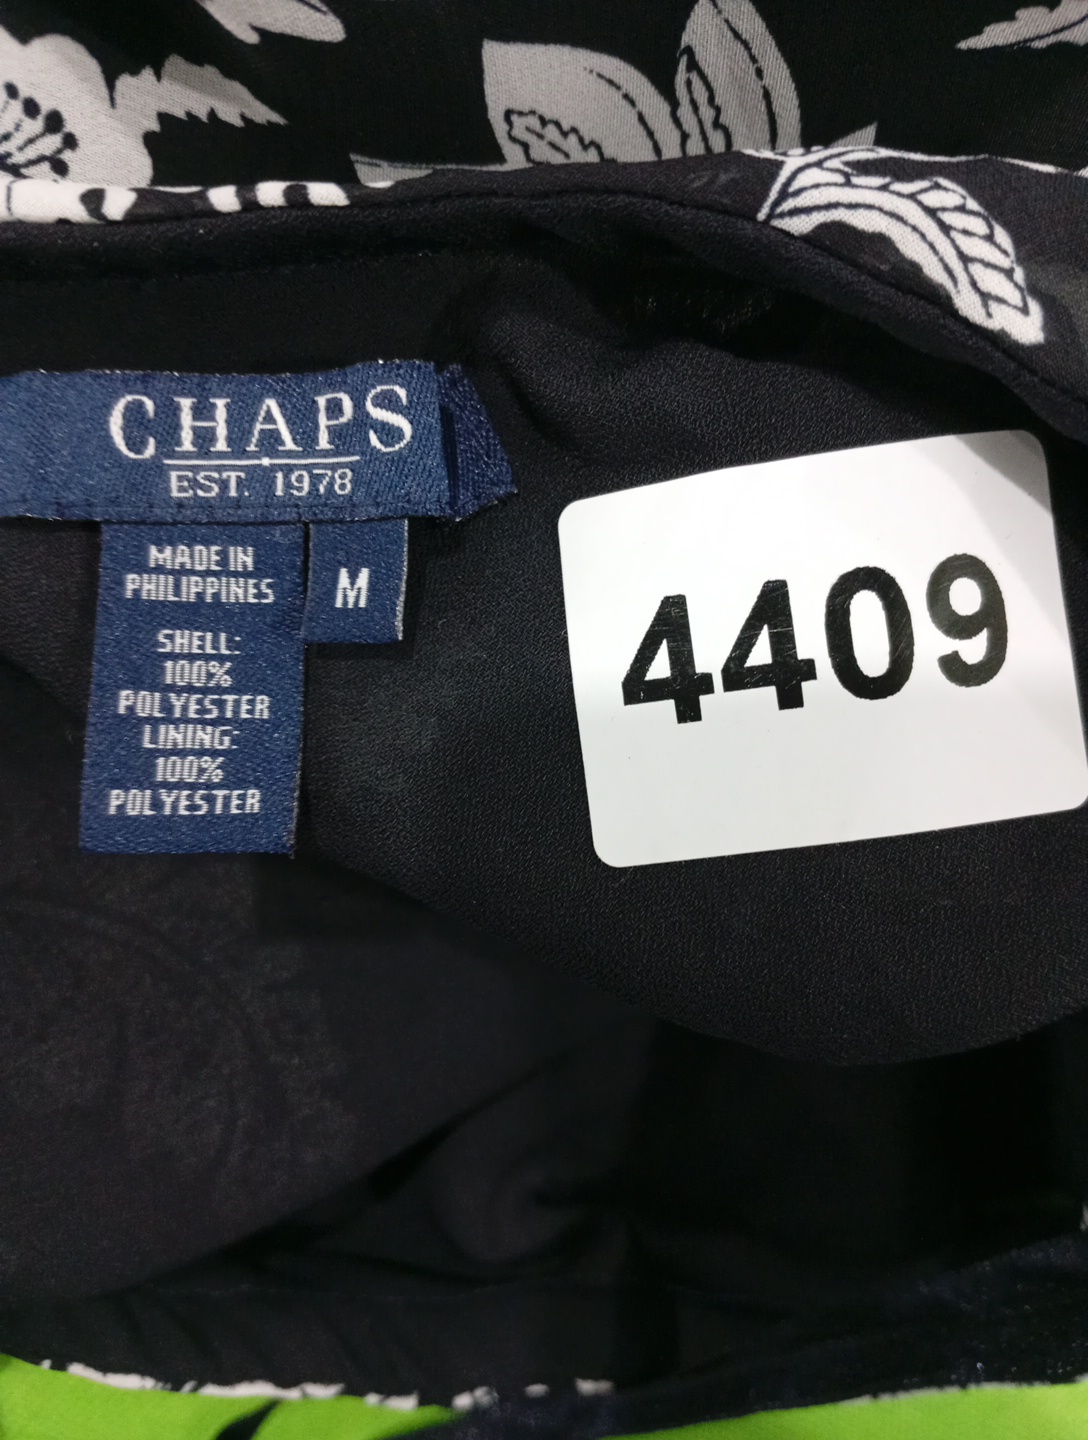 CHAPS
EST. 1978
MADE IN
PHILIPPINES
SHELL:
100%
POLYESTER
LINING:
100%
POLYESTER
M
4409